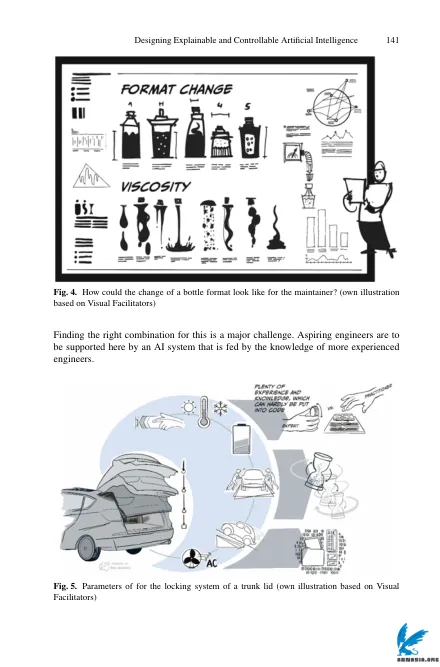 Designing Explainable and Controllable Artificial Intelligence 141
FORMAT CHANGE
VISCOSITY
Fig. 4. How could the change of a bottle format look like for the maintainer? (own illustration
based on Visual Facilitators)
Finding the right combination for this is a major challenge. Aspiring engineers are to
be supported here by an AI system that is fed by the knowledge of more experienced
engineers.
PLENTY OF
EXPERIENCE AND
KNOWLEDGE, WHICH
CAN HARDLY BE PUT
INTO CODE
PRACTITIONER
VS.
EXPERT
AC
Fig. 5. Parameters of for the locking system of a trunk lid (own illustration based on Visual
Facilitators)